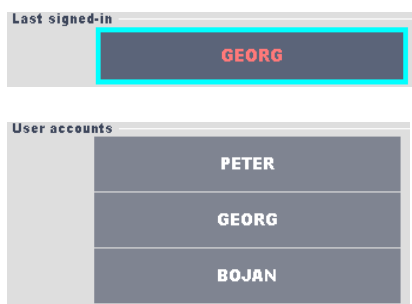 Last signed-in
GEORG
User accounts
PETER
GEORG
BOJAN